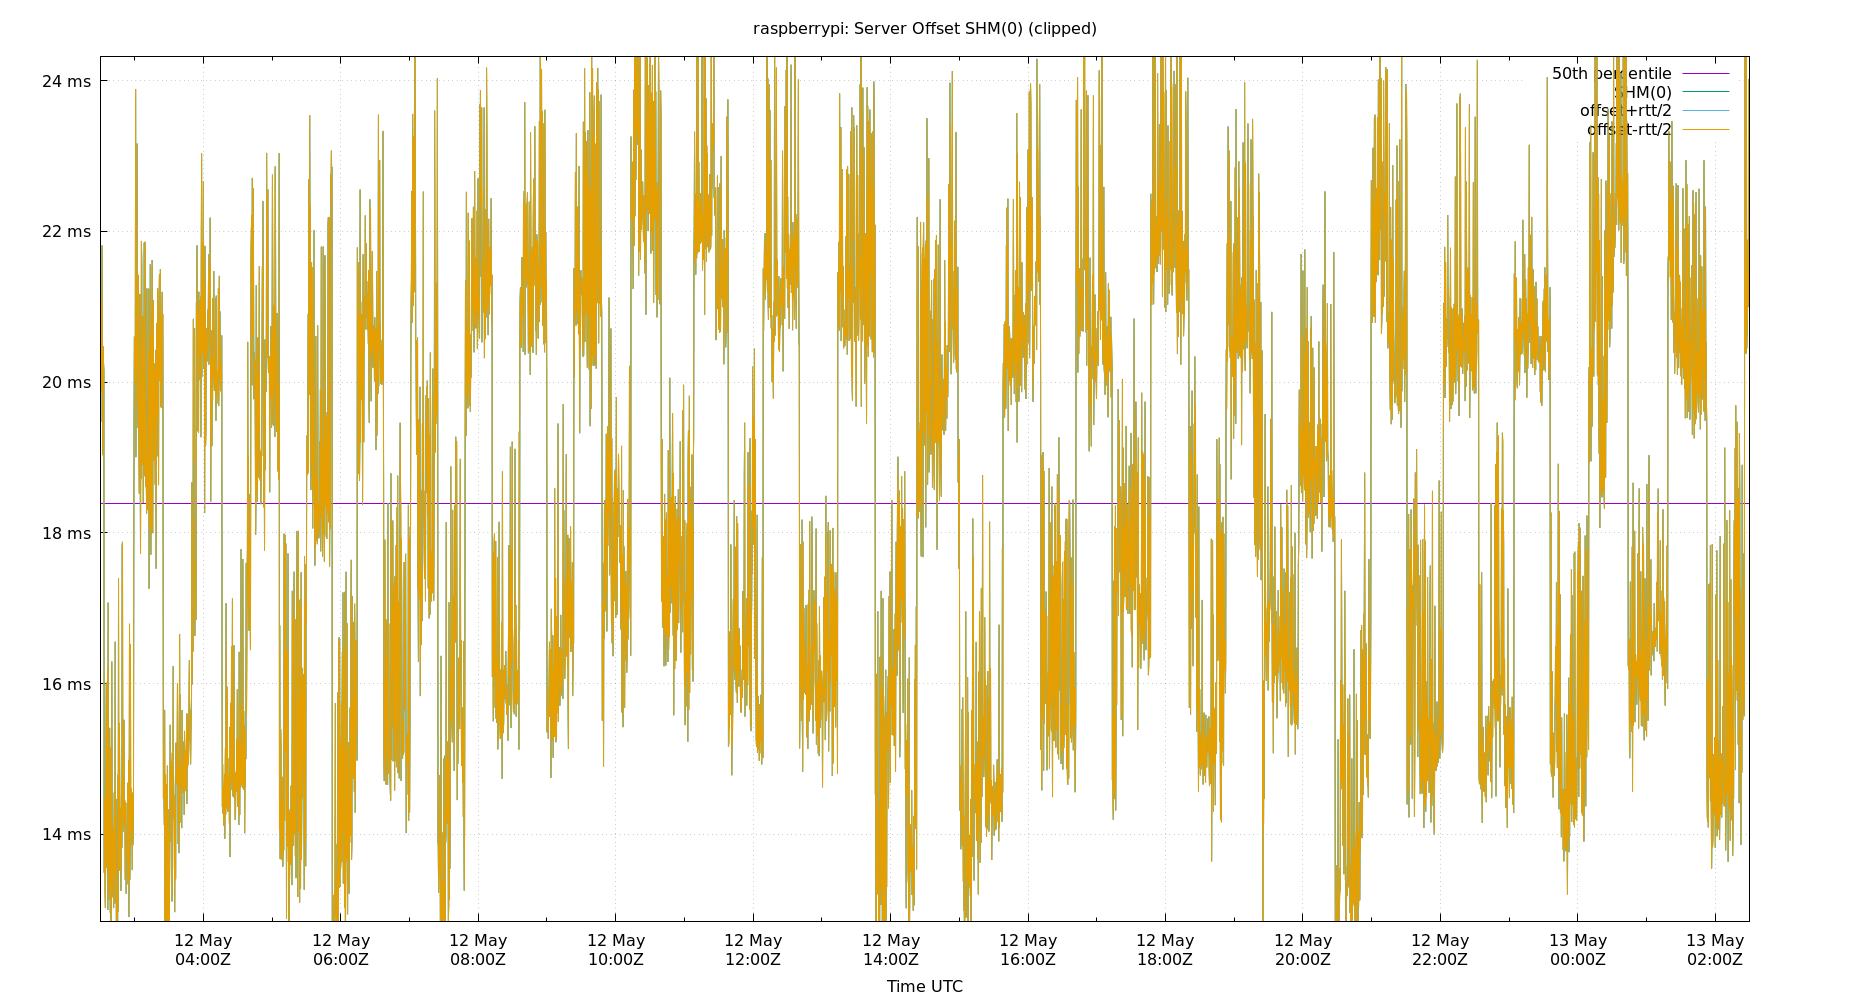 raspberrypi: Server Offset SHM(0) (clipped)
24 ms
22 ms
20 ms
18 ms
16 ms
14 ms
50th percentile
SHM(0)
offset+rtt/2
offset-rtt/2
12 May 04:00Z
12 May 06:00Z
12 May 08:00Z
12 May 10:00Z
12 May 12:00Z
12 May 14:00Z
12 May 16:00Z
12 May 18:00Z
12 May 20:00Z
12 May 22:00Z
13 May 00:00Z
13 May 02:00Z
Time UTC